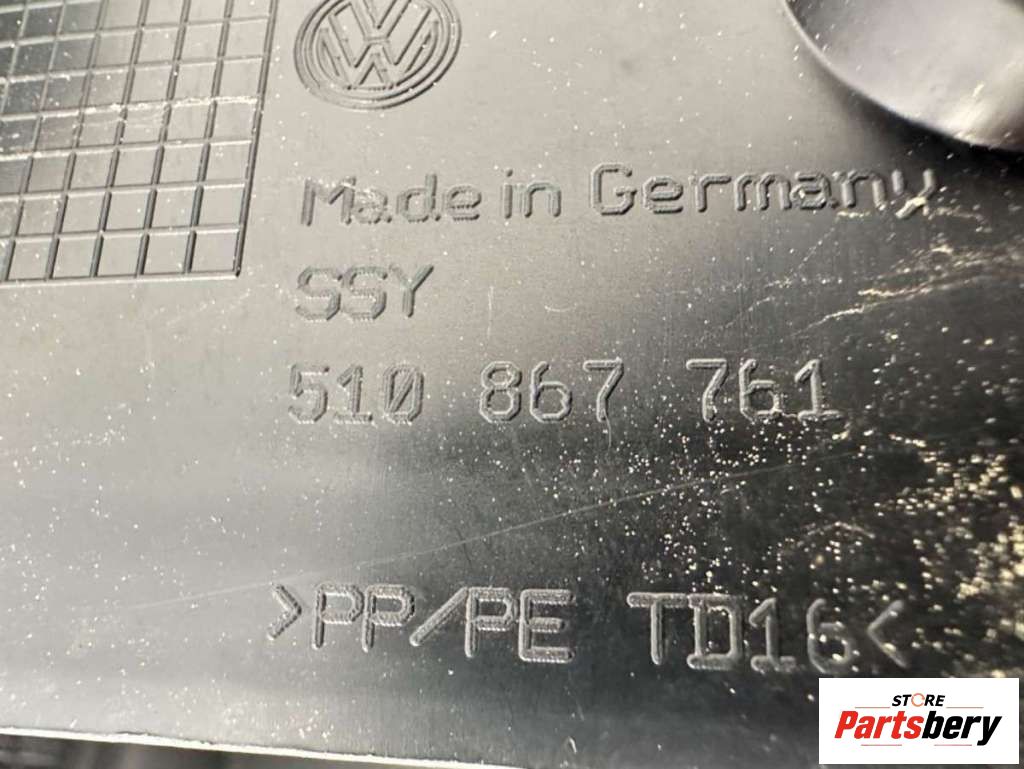 Made in Germany
SSY
510 867 761
>PP/PE TD16<
STORE
Partsbery